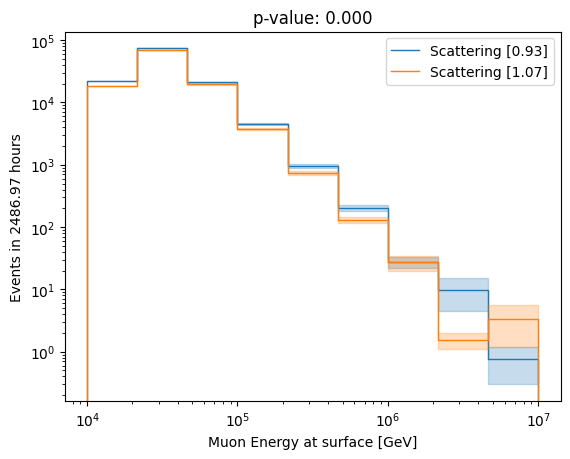 p-value: 0.000
Scattering [0.93]
Scattering [1.07]
Events in 2486.97 hours
10^5
10^4
10^3
10^2
10^1
10^0
10^4 10^5 10^6 10^7
Muon Energy at surface [GeV]